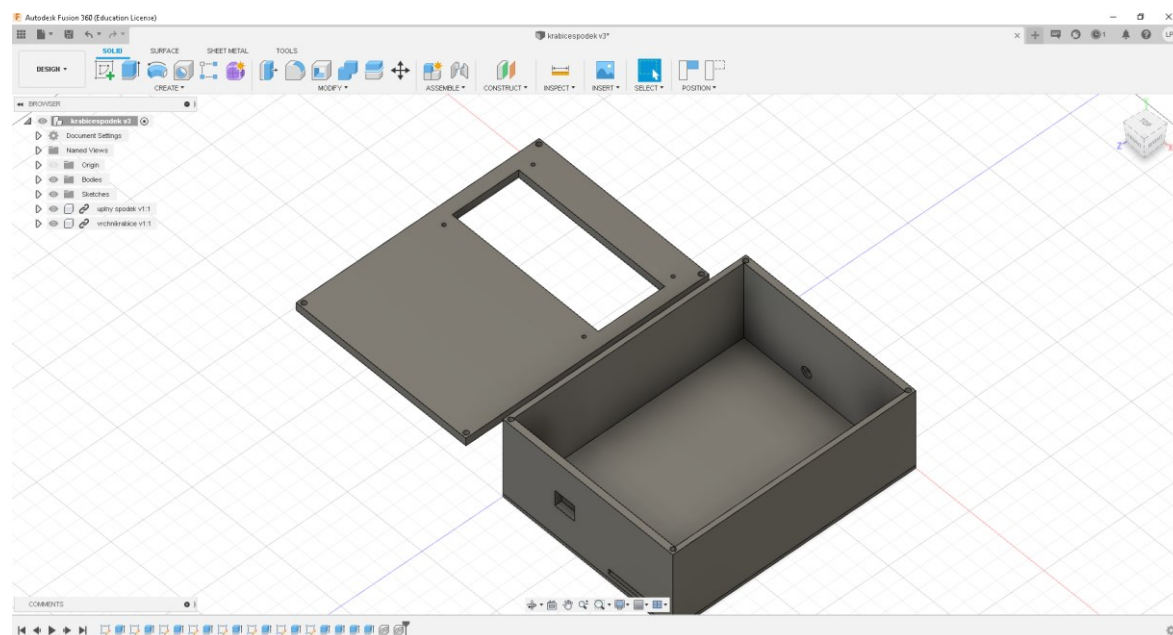 Autodesk Fusion 360 (Education License)
krabicespodek v3*
1
LP
SOLID
SURFACE
SHEET METAL
TOOLS
DESIGN
CREATE
MODIFY
ASSEMBLE
CONSTRUCT
INSPECT
INSERT
SELECT
POSITION
BROWSER
krabicespodek v3
Document Settings
Named Views
Origin
Bodies
Sketches
uplny spodek v1:1
vrchnikrabice v1:1
Z
X
COMMENTS